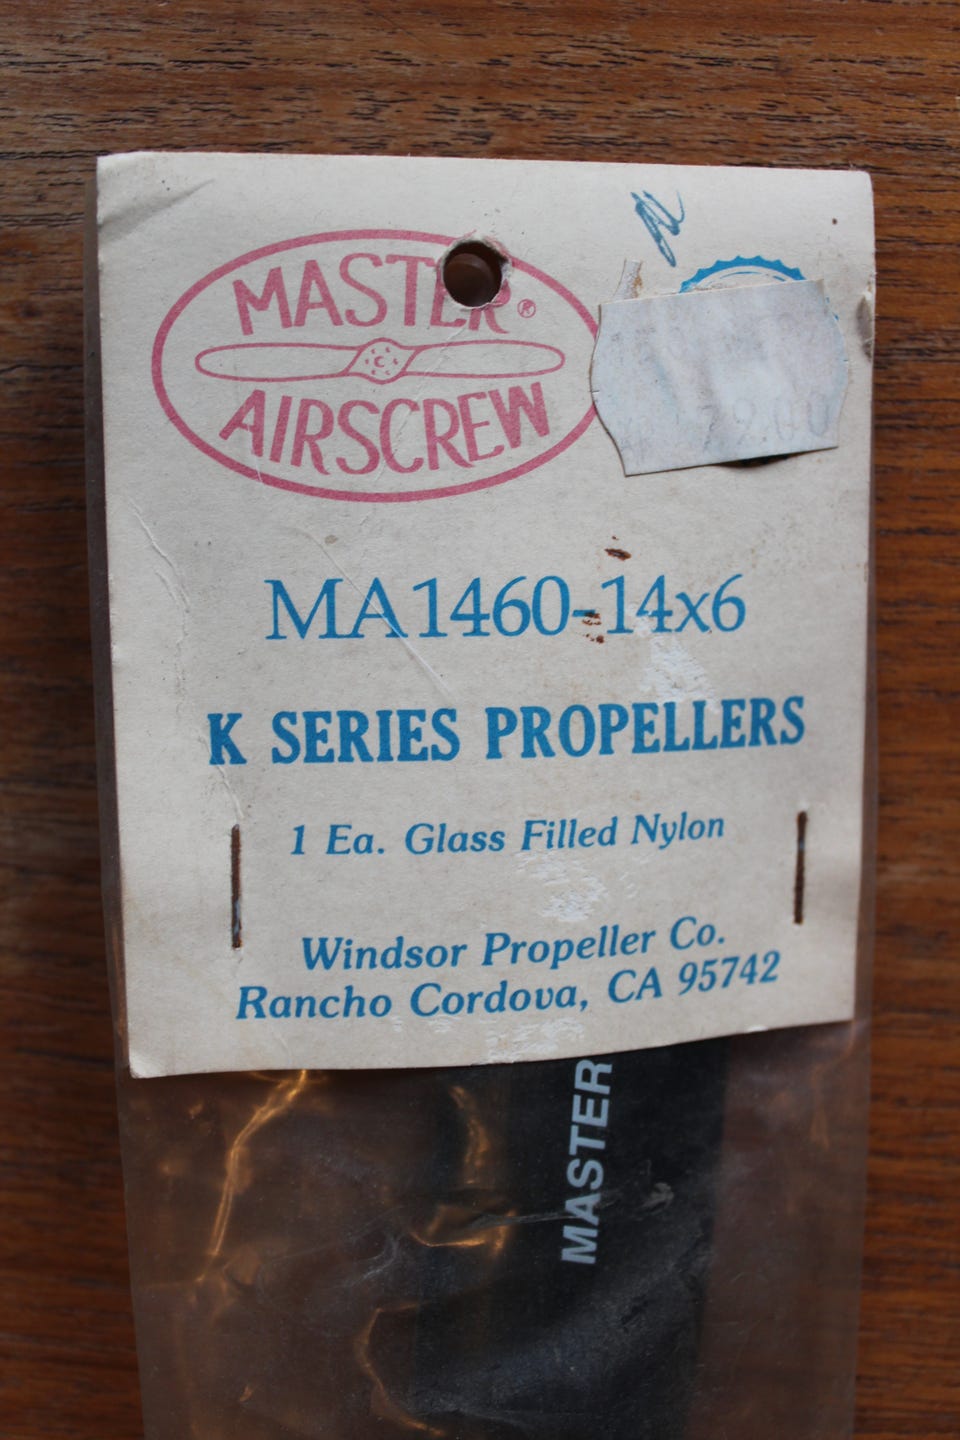 MASTER®
AIRSCREW
MA1460-14x6
K SERIES PROPELLERS
1 Ea. Glass Filled Nylon
Windsor Propeller Co.
Rancho Cordova, CA 95742
MASTER